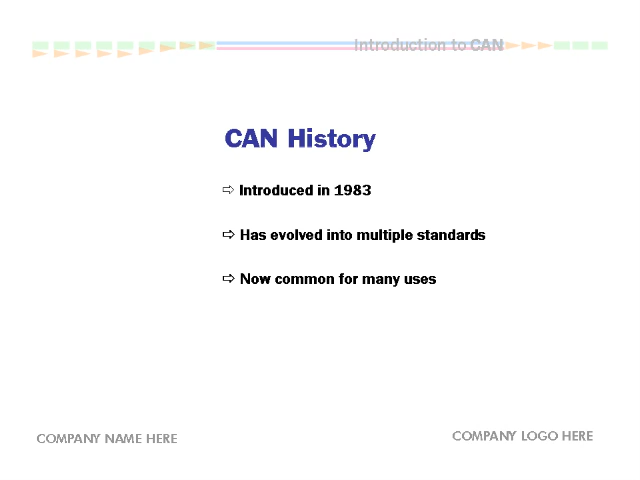 Introduction to CAN
CAN History
⇨ Introduced in 1983
⇨ Has evolved into multiple standards
⇨ Now common for many uses
COMPANY NAME HERE
COMPANY LOGO HERE